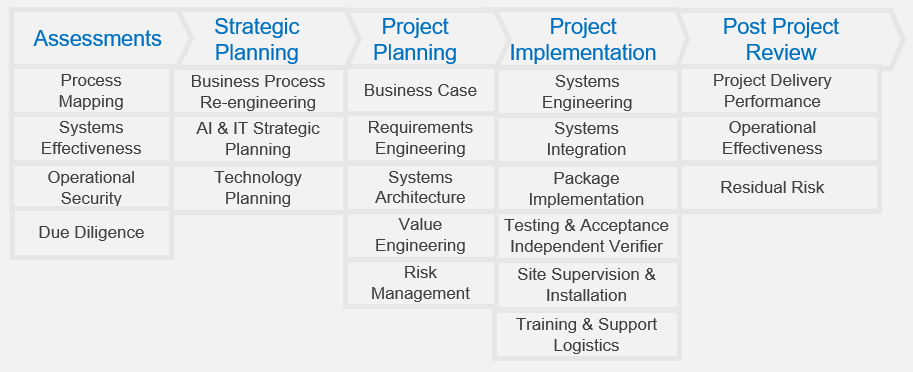 Assessments
Process
Mapping
Systems
Effectiveness
Operational
Security
Due Diligence
Strategic
Planning
Business Process
Re-engineering
AI & IT Strategic
Planning
Technology
Planning
Project
Planning
Business Case
Requirements
Engineering
Systems
Architecture
Value
Engineering
Risk
Management
Project
Implementation
Systems
Engineering
Systems
Integration
Package
Implementation
Testing & Acceptance
Independent Verifier
Site Supervision &
Installation
Training & Support
Logistics
Post Project
Review
Project Delivery
Performance
Operational
Effectiveness
Residual Risk